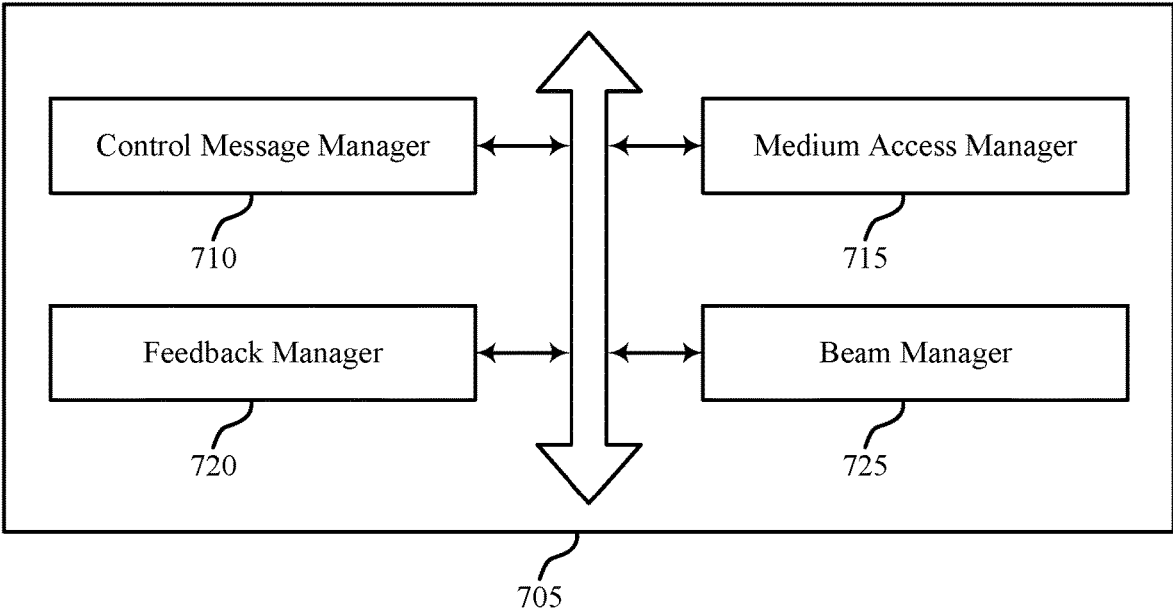 Control Message Manager
Medium Access Manager
710
715
Feedback Manager
Beam Manager
720
725
705